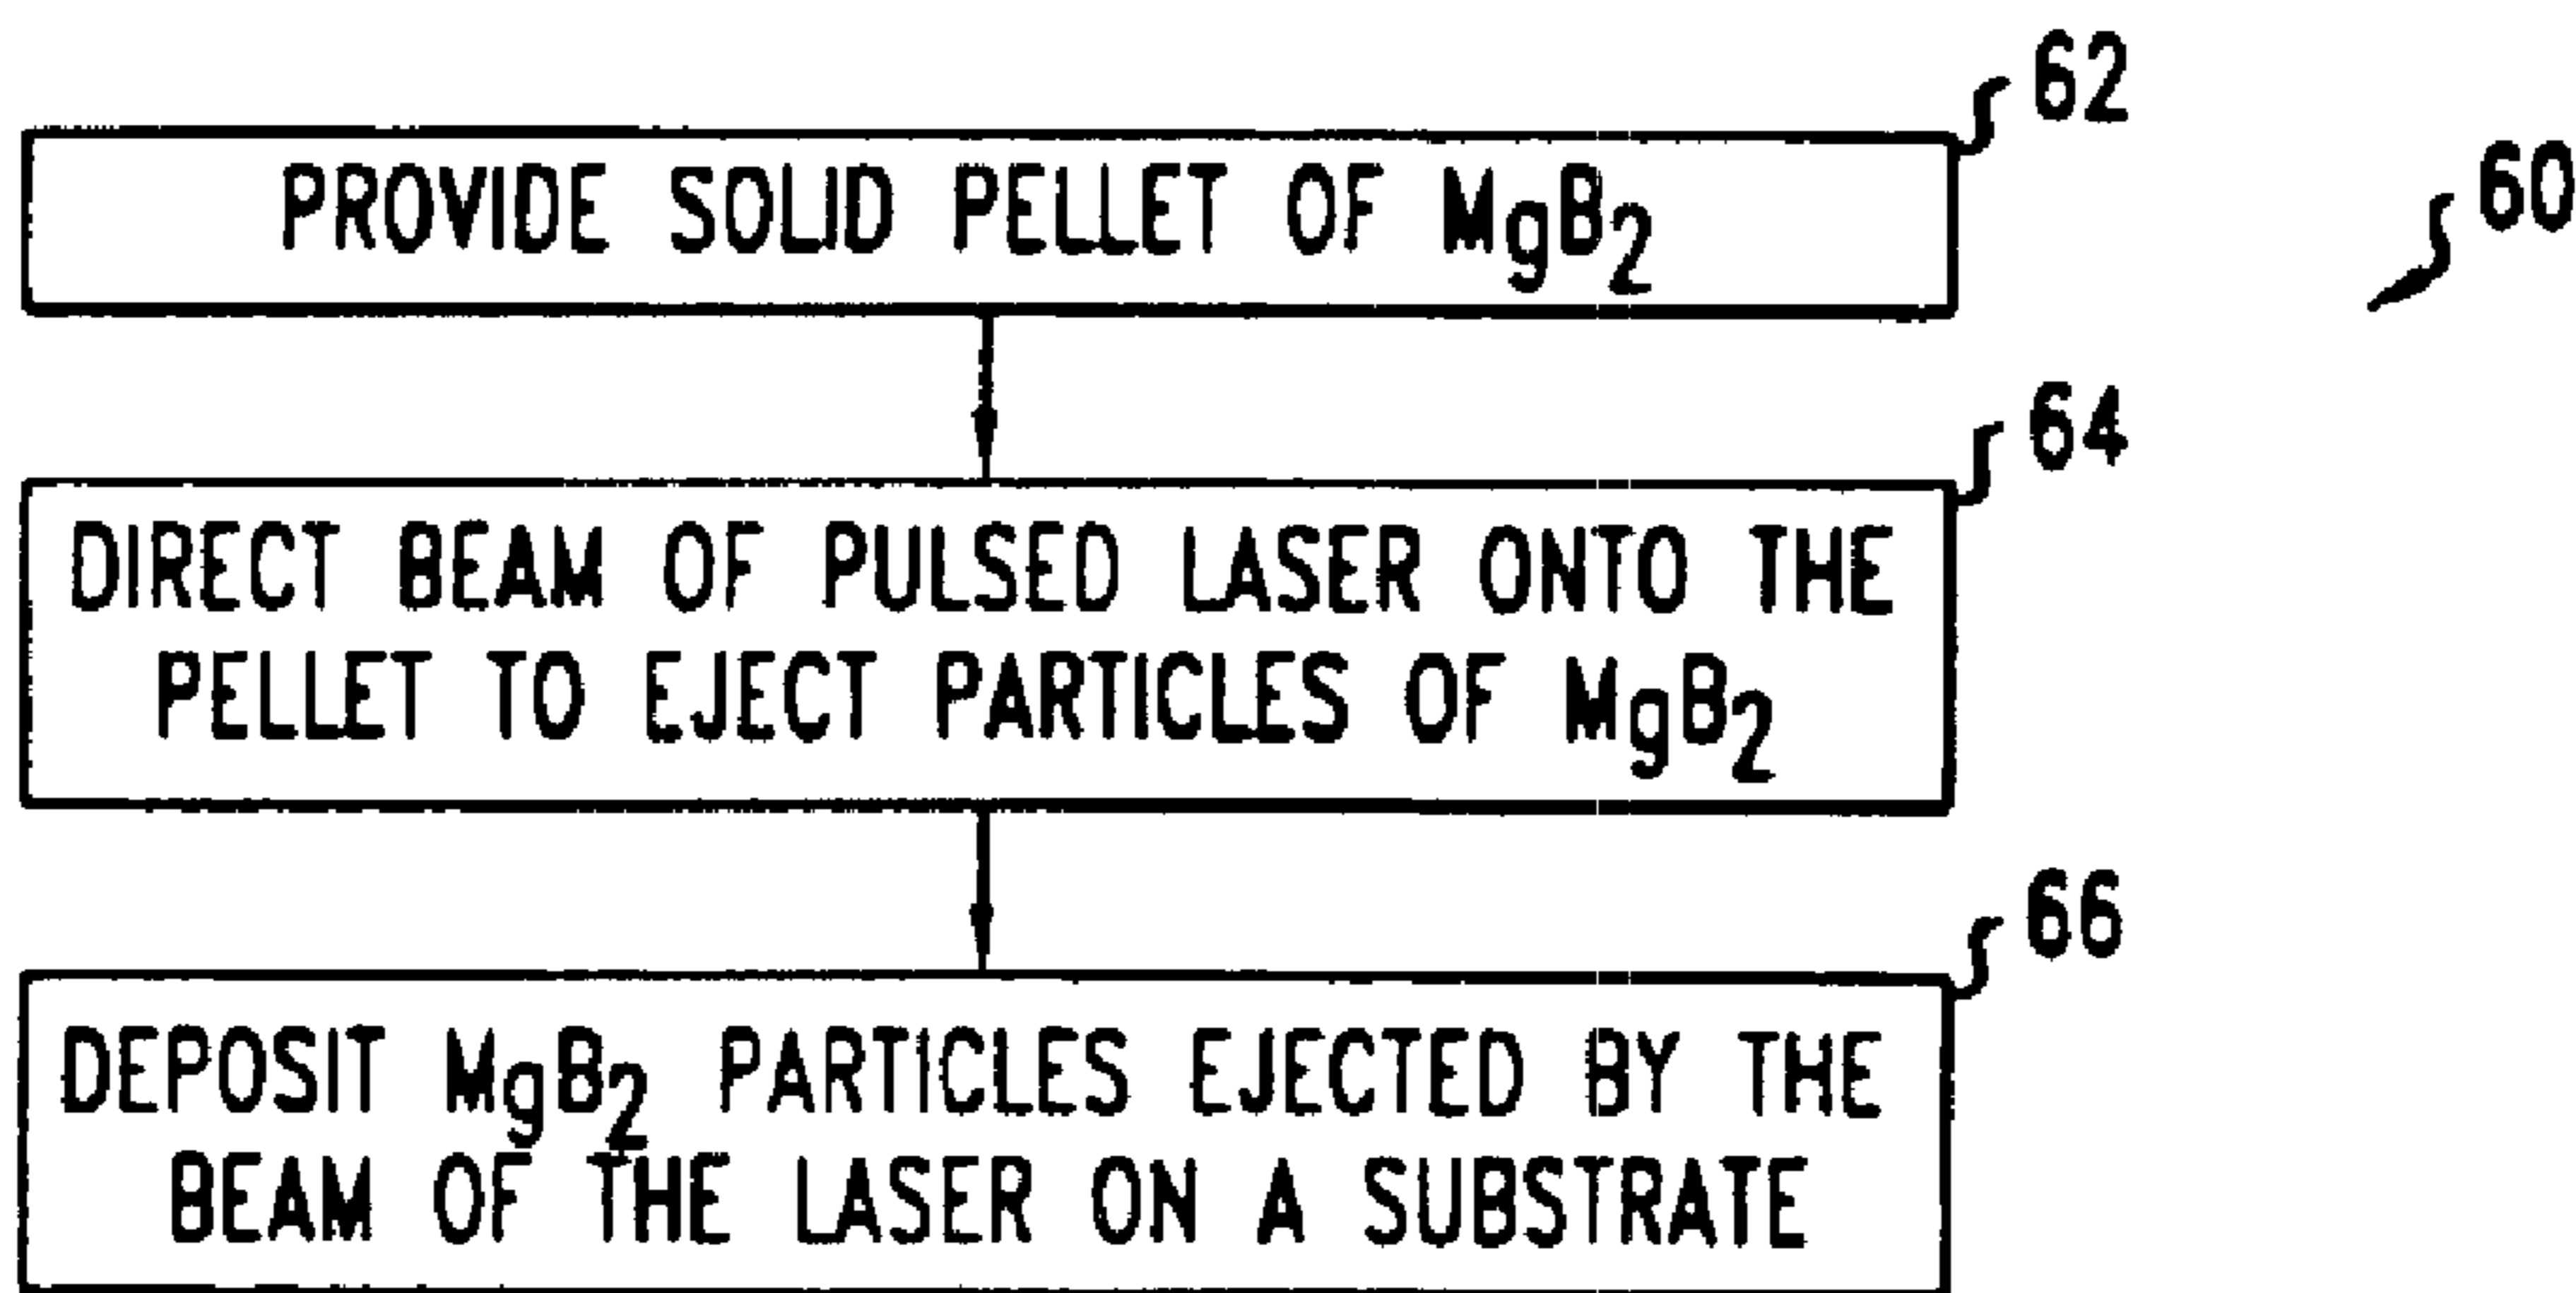 62
PROVIDE SOLID PELLET OF MgB₂
60
64
DIRECT BEAM OF PULSED LASER ONTO THE
PELLET TO EJECT PARTICLES OF MgB₂
66
DEPOSIT MgB₂ PARTICLES EJECTED BY THE
BEAM OF THE LASER ON A SUBSTRATE